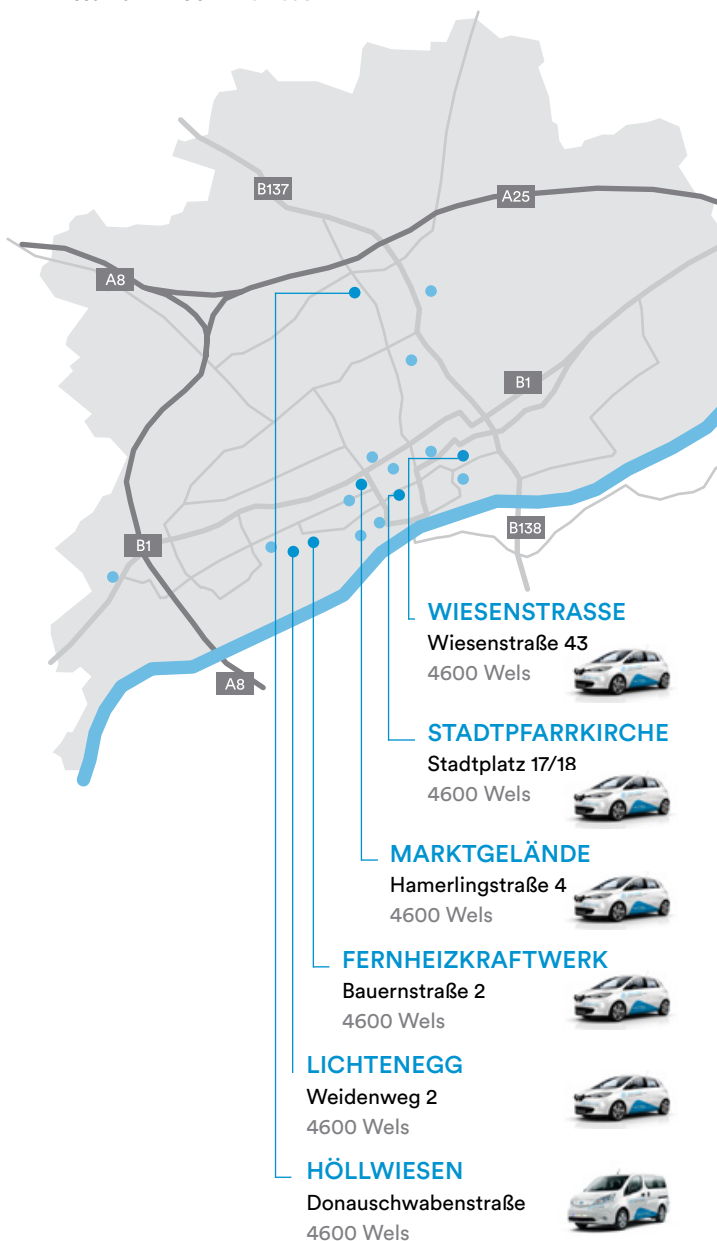 B137
A25
A8
B1
B1
B138
A8
WIESENSTRASSE
Wiesenstraße 43
4600 Wels
STADTPFARRKIRCHE
Stadtplatz 17/18
4600 Wels
MARKTGELÄNDE
Hamerlingstraße 4
4600 Wels
FERNHEIZKRAFTWERK
Bauernstraße 2
4600 Wels
LICHTENEGG
Weidenweg 2
4600 Wels
HÖLLWIESEN
Donauschwabenstraße
4600 Wels